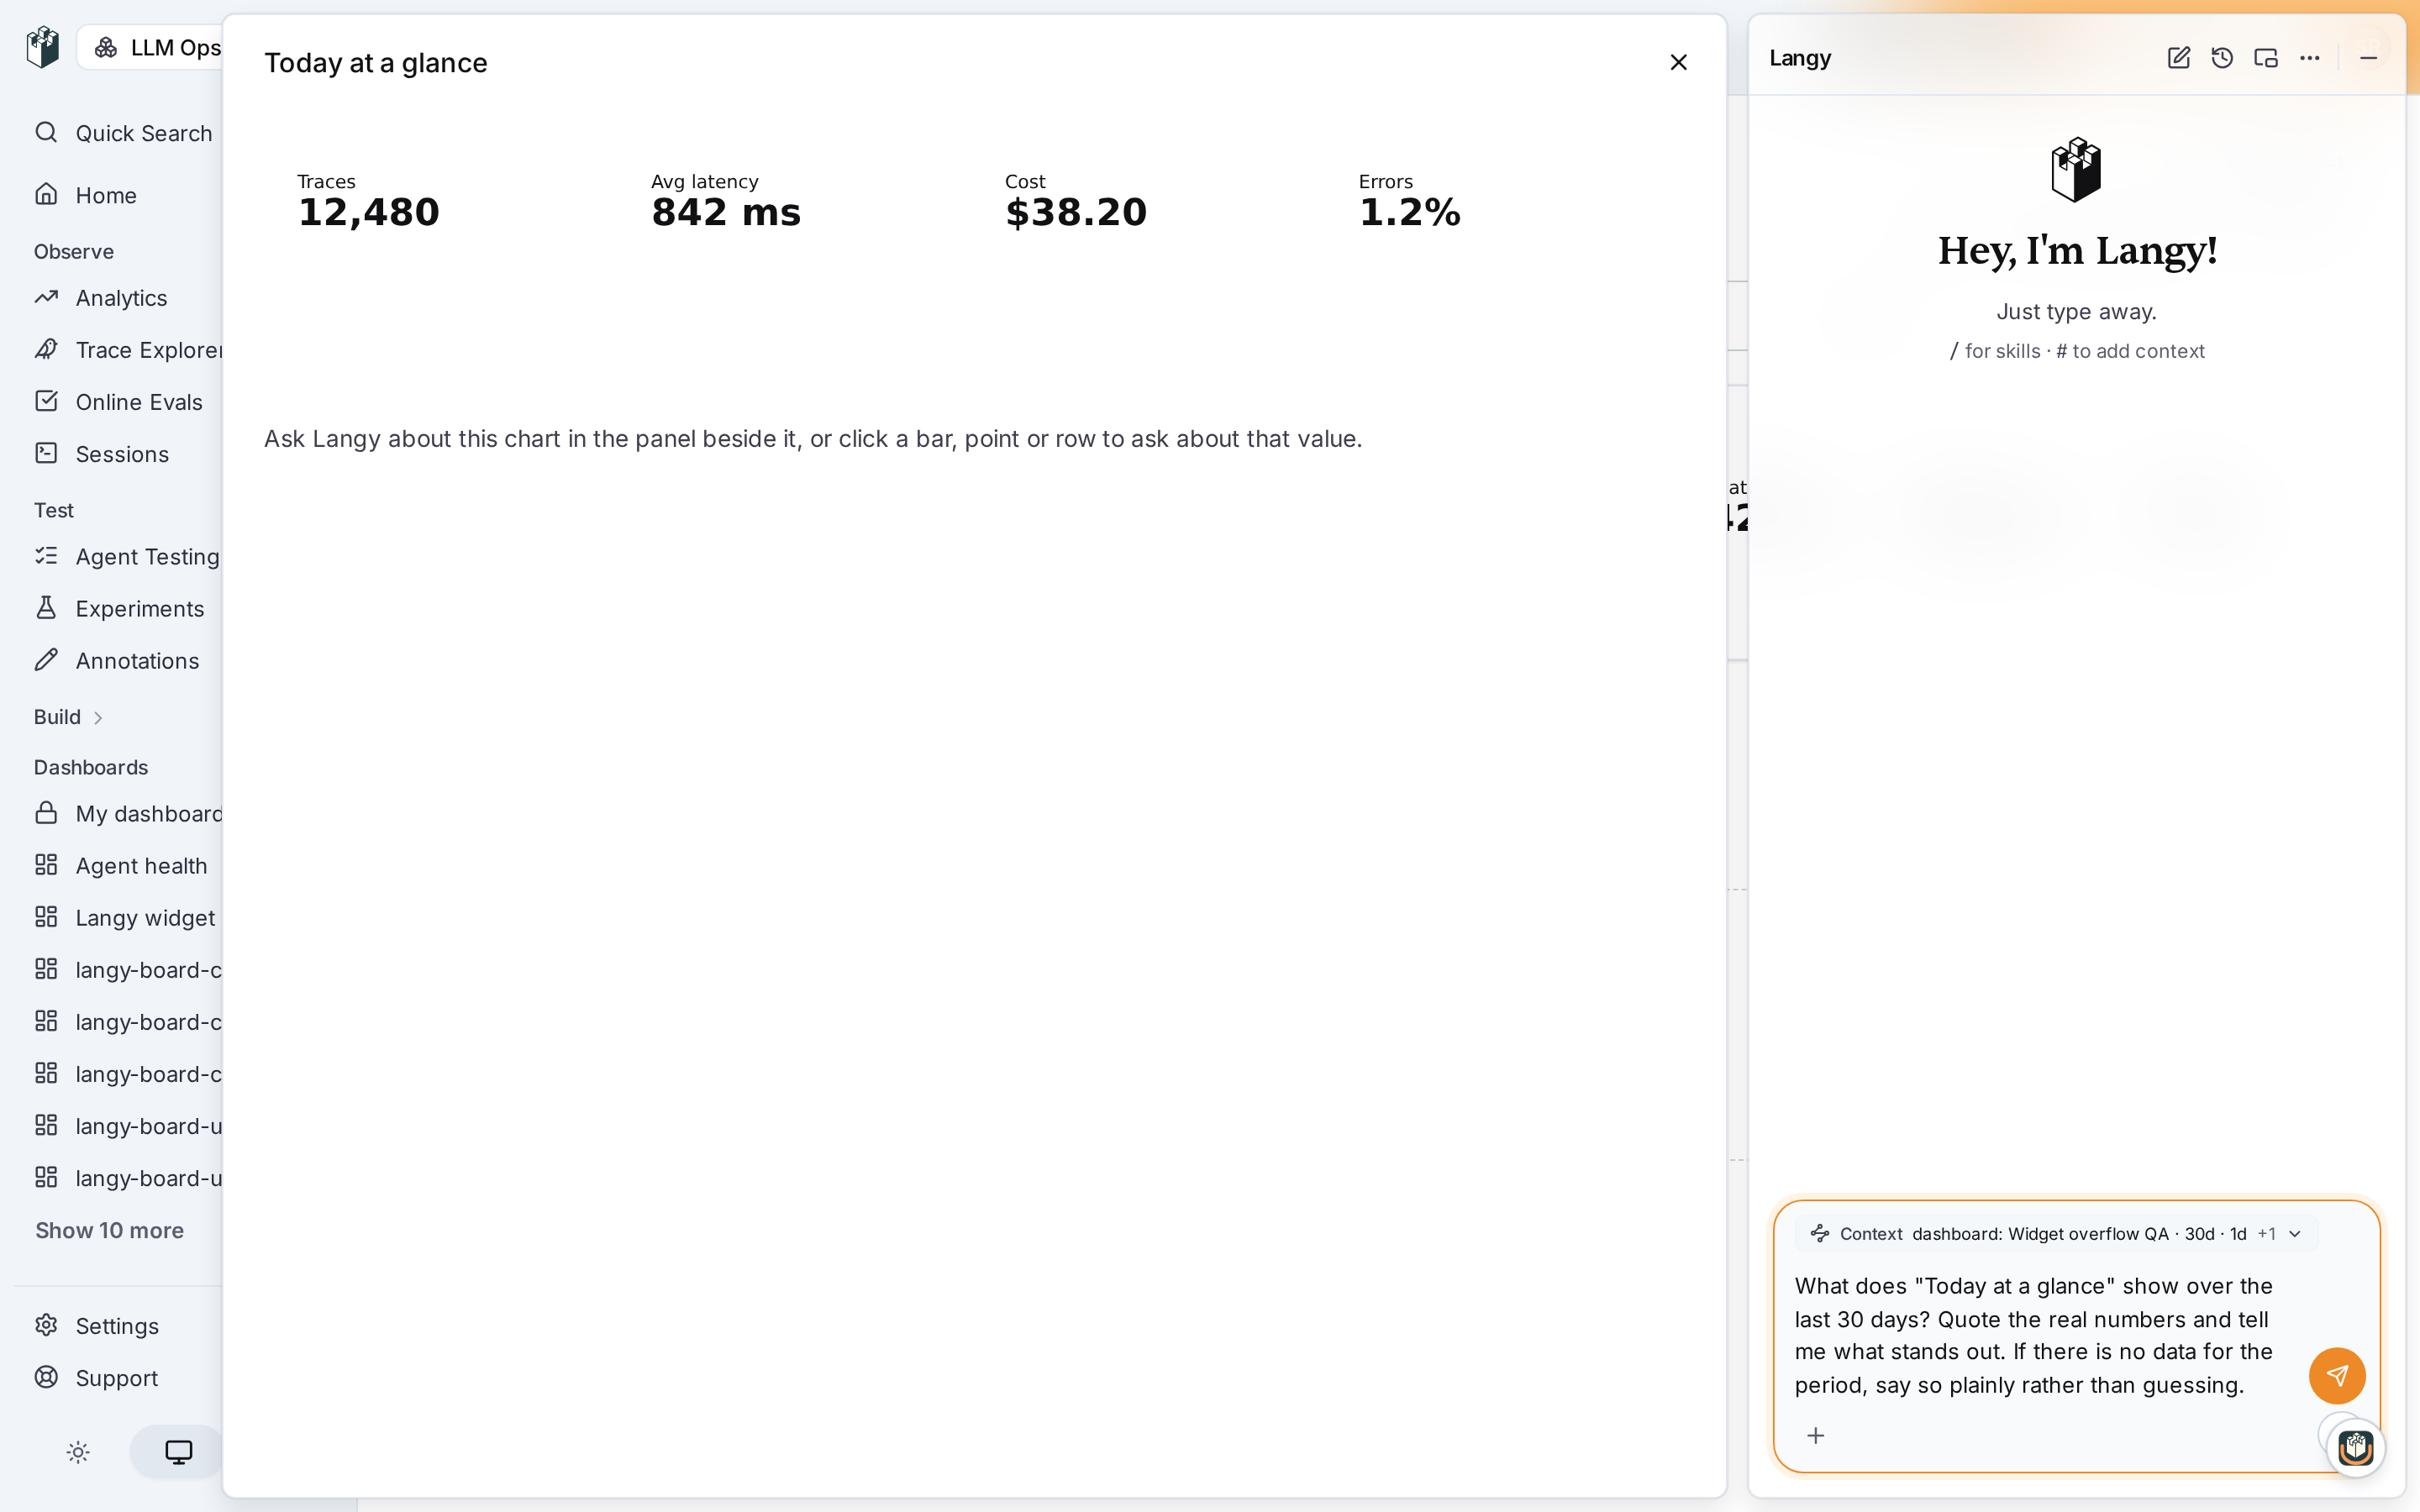 LLM Ops
Quick Search
Home
Observe
Analytics
Trace Explorer
Online Evals
Sessions
Test
Agent Testing
Experiments
Annotations
Build
Dashboards
My dashboard
Agent health
Langy widget
langy-board-c
langy-board-c
langy-board-c
langy-board-u
langy-board-u
Show 10 more
Settings
Support
Today at a glance
Traces
12,480
Avg latency
842 ms
Cost
$38.20
Errors
1.2%
Ask Langy about this chart in the panel beside it, or click a bar, point or row to ask about that value.
at
42
Langy
Hey, I'm Langy!
Just type away.
/ for skills · # to add context
Context dashboard: Widget overflow QA · 30d · 1d +1
What does "Today at a glance" show over the
last 30 days? Quote the real numbers and tell
me what stands out. If there is no data for the
period, say so plainly rather than guessing.